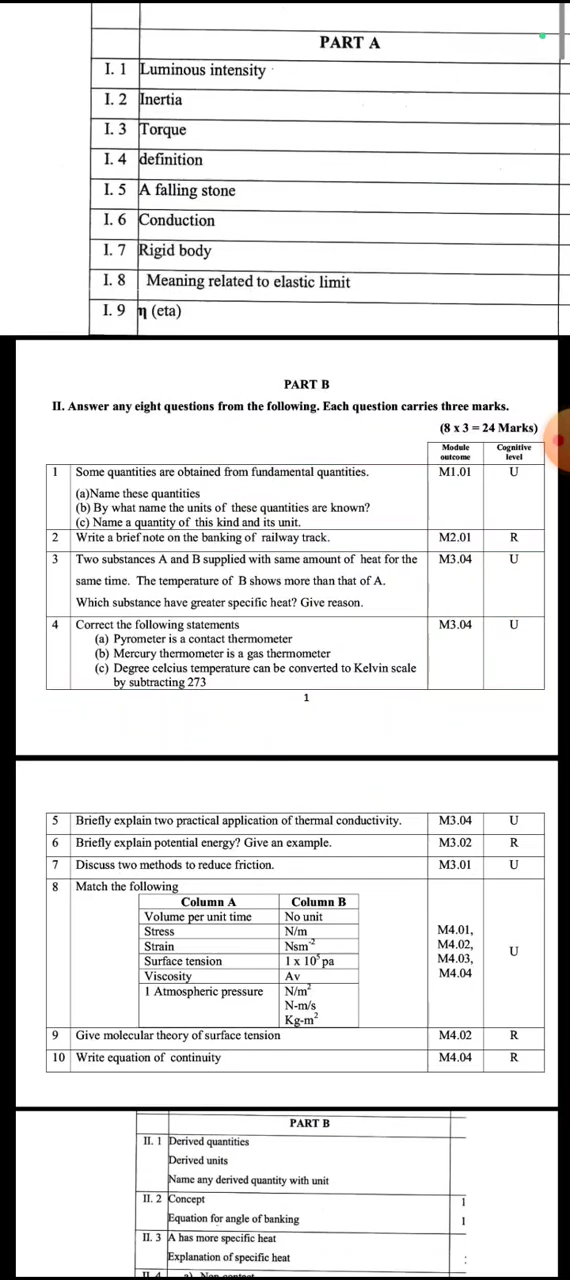 PART A
I. 1 Luminous intensity
I. 2 Inertia
I. 3 Torque
I. 4 definition
I. 5 A falling stone
I. 6 Conduction
I. 7 Rigid body
I. 8 Meaning related to elastic limit
I. 9 η (eta)
PART B
II. Answer any eight questions from the following. Each question carries three marks.
(8 x 3 = 24 Marks)
Module outcome Cognitive level
1 Some quantities are obtained from fundamental quantities. M1.01 U
(a)Name these quantities
(b) By what name the units of these quantities are known?
(c) Name a quantity of this kind and its unit.
2 Write a brief note on the banking of railway track. M2.01 R
3 Two substances A and B supplied with same amount of heat for the M3.04 U
same time. The temperature of B shows more than that of A.
Which substance have greater specific heat? Give reason.
4 Correct the following statements M3.04 U
(a) Pyrometer is a contact thermometer
(b) Mercury thermometer is a gas thermometer
(c) Degree celcius temperature can be converted to Kelvin scale
by subtracting 273
1
5 Briefly explain two practical application of thermal conductivity. M3.04 U
6 Briefly explain potential energy? Give an example. M3.02 R
7 Discuss two methods to reduce friction. M3.01 U
8 Match the following
Column A Column B
Volume per unit time No unit
Stress N/m
Strain Nsm⁻²
Surface tension 1 x 10⁵ pa
Viscosity Av
1 Atmospheric pressure N/m²
N-m/s
Kg-m²
M4.01,
M4.02,
M4.03,
M4.04
U
9 Give molecular theory of surface tension M4.02 R
10 Write equation of continuity M4.04 R
PART B
II. 1 Derived quantities
Derived units
Name any derived quantity with unit
II. 2 Concept 1
Equation for angle of banking 1
II. 3 A has more specific heat
Explanation of specific heat
II. 4 a) Non contact